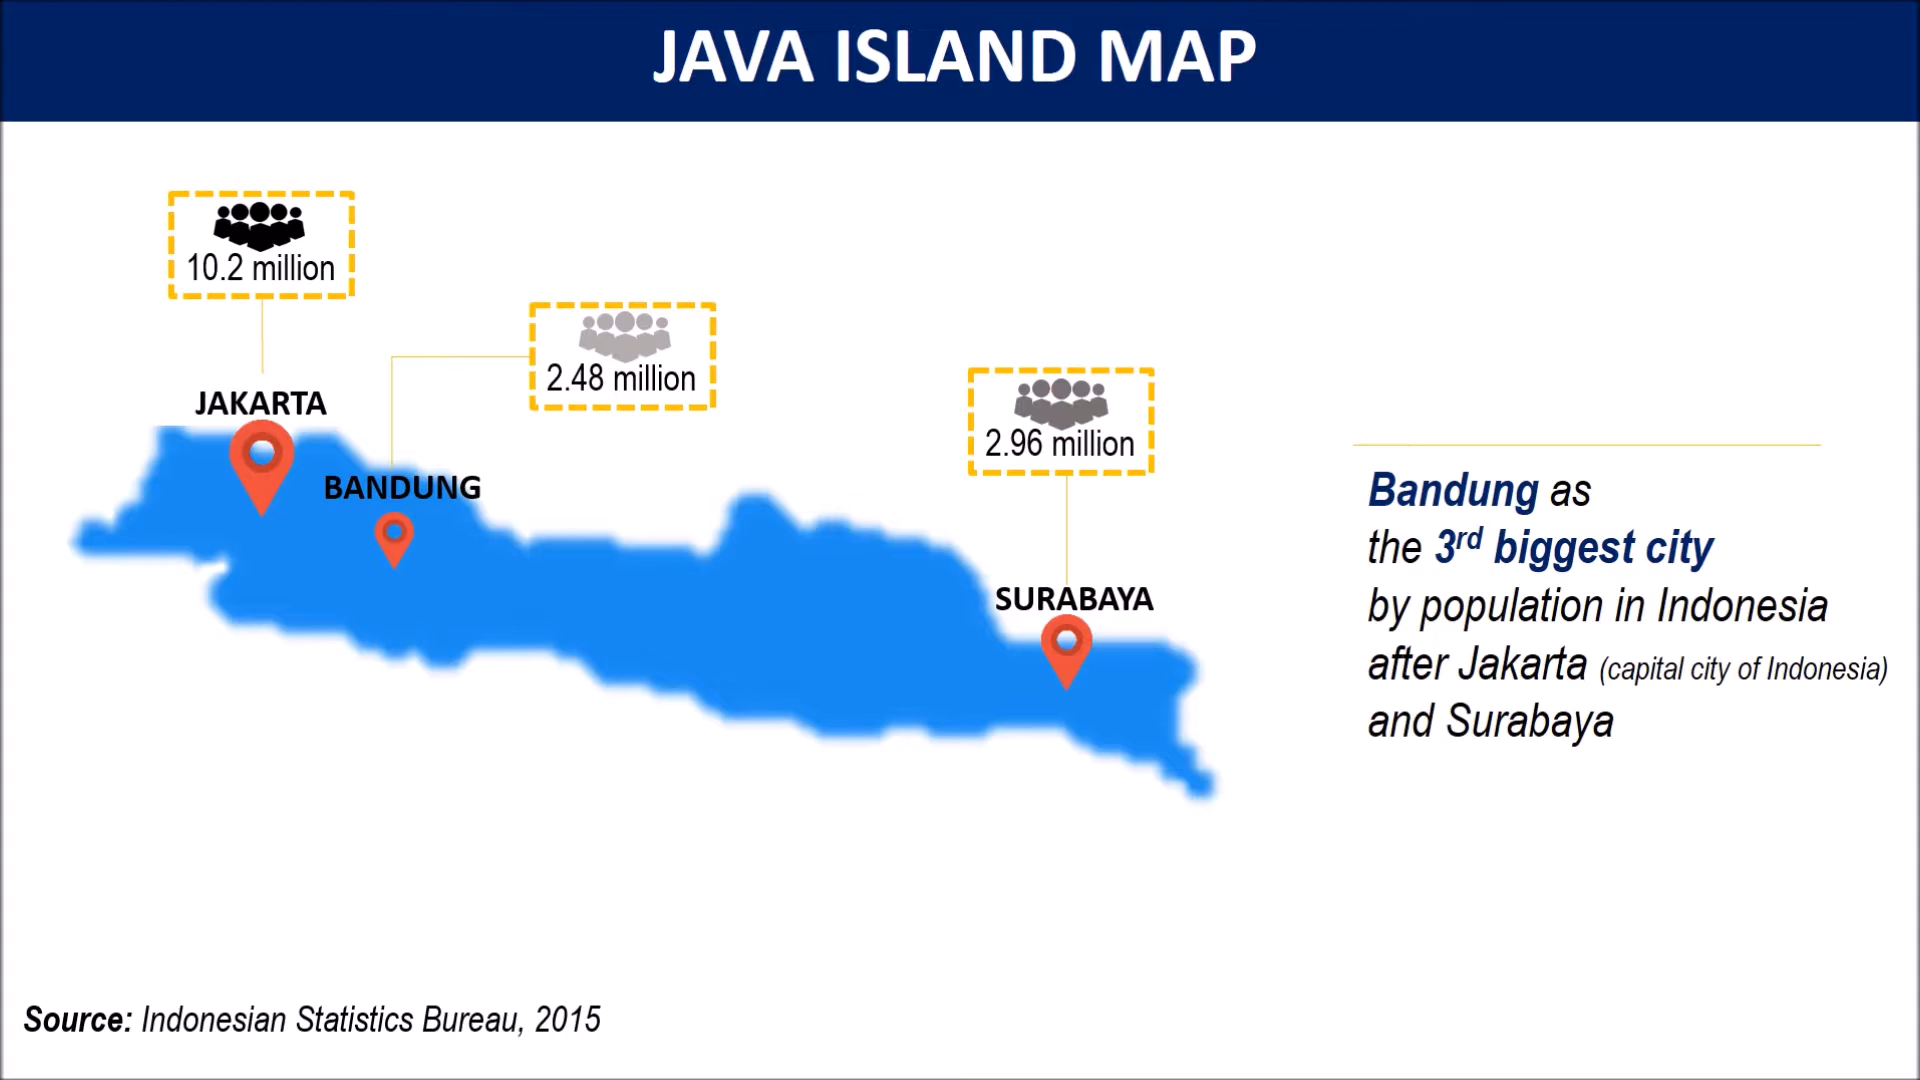 JAVA ISLAND MAP
10.2 million
2.48 million
2.96 million
JAKARTA
BANDUNG
SURABAYA
Bandung as
the 3rd biggest city
by population in Indonesia
after Jakarta (capital city of Indonesia)
and Surabaya
Source: Indonesian Statistics Bureau, 2015